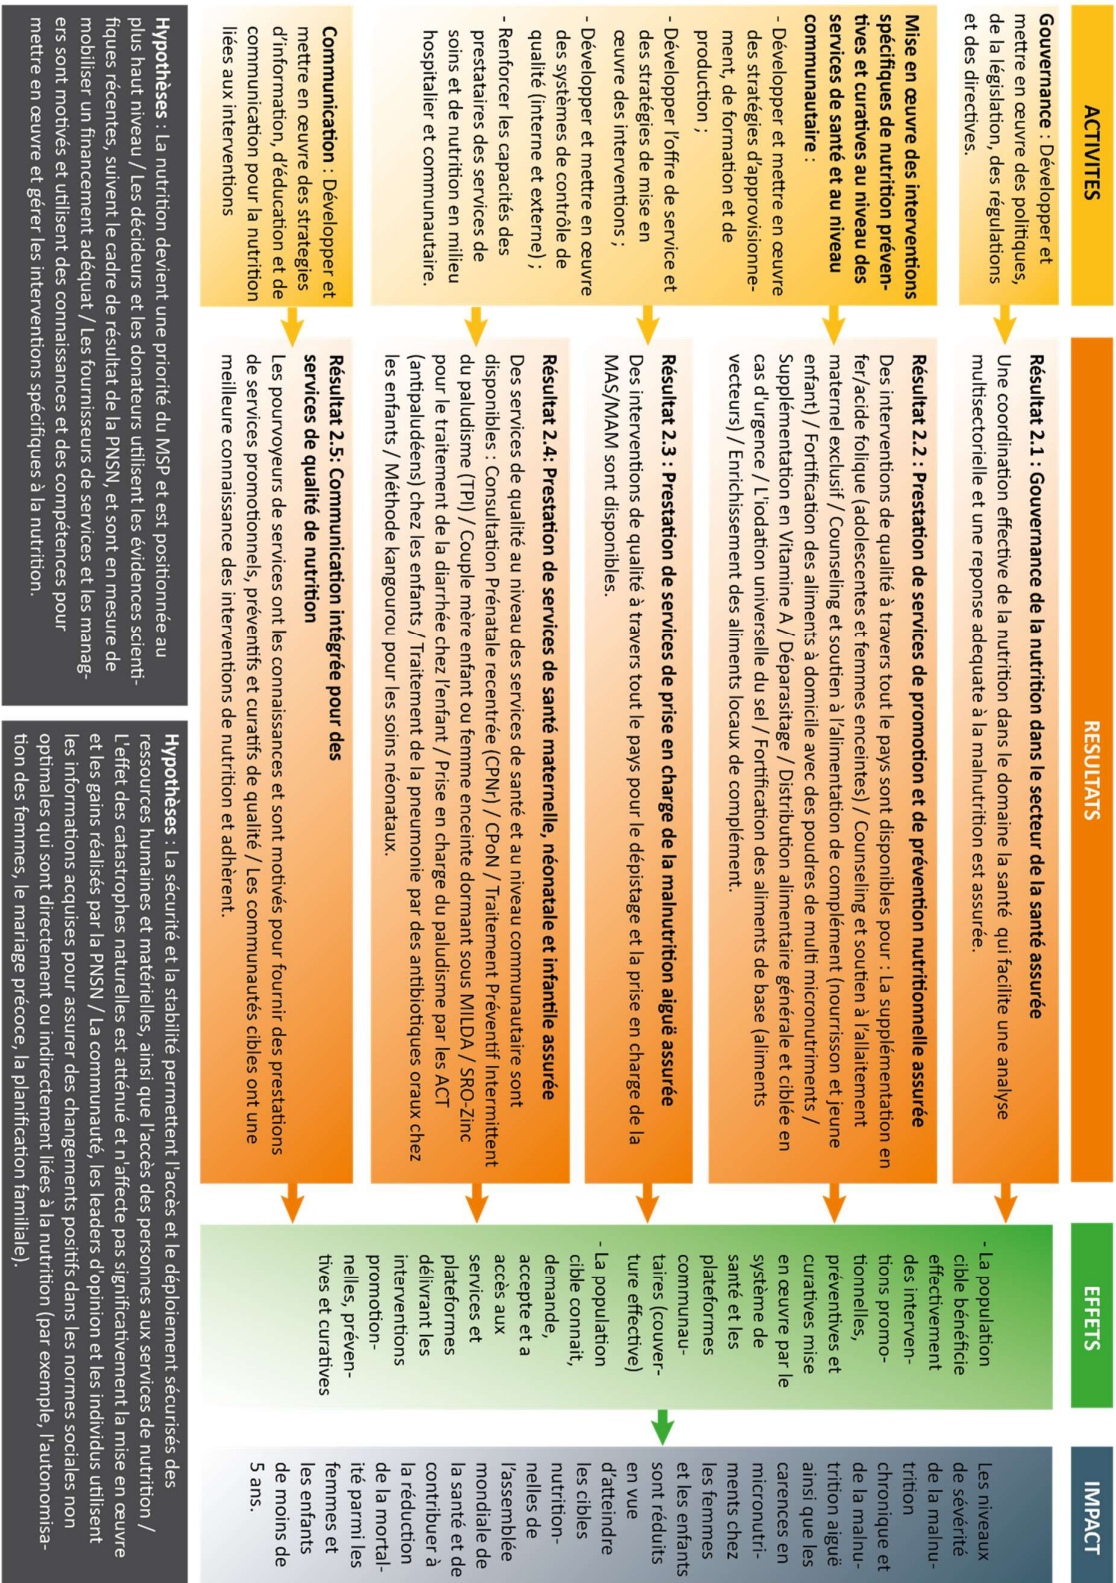 ACTIVITES
Gouvernance : Développer et
mettre en œuvre des politiques,
de la législation, des régulations
et des directives.
Mise en œuvre des interventions
spécifiques de nutrition préven-
tives et curatives au niveau des
services de santé et au niveau
communautaire :
- Développer et mettre en œuvre
des stratégies d'approvisionne-
ment, de formation et de
production ;
- Développer l'offre de service et
des stratégies de mise en
œuvre des interventions ;
- Développer et mettre en œuvre
des systèmes de contrôle de
qualité (interne et externe) ;
- Renforcer les capacités des
prestataires des services de
soins et de nutrition en milieu
hospitalier et communautaire.
Communication : Développer et
mettre en œuvre des strategies
d'information, d'éducation et de
communication pour la nutrition
liées aux interventions
RESULTATS
Résultat 2.1 : Gouvernance de la nutrition dans le secteur de la santé assurée
Une coordination effective de la nutrition dans le domaine la santé qui facilite une analyse
multisectorielle et une reponse adequate à la malnutrition est assurée.
Résultat 2.2 : Prestation de services de promotion et de prévention nutritionnelle assurée
Des interventions de qualité à travers tout le pays sont disponibles pour : La supplémentation en
fer/acide folique (adolescentes et femmes enceintes) / Counseling et soutien à l'allaitement
maternel exclusif / Counseling et soutien à l'alimentation de complément (nourrisson et jeune
enfant) / Fortification des aliments à domicile avec des poudres de multi micronutriments /
Supplémentation en Vitamine A / Déparasitage / Distribution alimentaire générale et ciblée en
cas d'urgence / L'iodation universelle du sel / Fortification des aliments de base (aliments
vecteurs) / Enrichissement des aliments locaux de complément.
Résultat 2.3 : Prestation de services de prise en charge de la malnutrition aiguë assurée
Des interventions de qualité à travers tout le pays pour le dépistage et la prise en charge de la
MAS/MAM sont disponibles.
Résultat 2.4: Prestation de services de santé maternelle, néonatale et infantile assurée
Des services de qualité au niveau des services de santé et au niveau communautaire sont
disponibles : Consultation Prénatale recentrée (CPNr) / CPoN / Traitement Préventif Intermittent
du paludisme (TPI) / Couple mère enfant ou femme enceinte dormant sous MILDA / SRO-Zinc
pour le traitement de la diarrhée chez l'enfant / Prise en charge du paludisme par les ACT
(antipaludéens) chez les enfants / Traitement de la pneumonie par des antibiotiques oraux chez
les enfants / Méthode kangourou pour les soins néonataux.
Résultat 2.5: Communication intégrée pour des
services de qualité de nutrition
Les pourvoyeurs de services ont les connaissances et sont motivés pour fournir des prestations
de services promotionnels, préventifs et curatifs de qualité / Les communautés cibles ont une
meilleure connaissance des interventions de nutrition et adhèrent.
EFFETS
- La population
cible bénéficie
effectivement
des interven-
tions promo-
tionnelles,
préventives et
curatives mise
en œuvre par le
système de
santé et les
plateformes
communau-
taires (couver-
ture effective)
- La population
cible connait,
demande,
accepte et a
accès aux
services et
plateformes
délivrant les
interventions
promotion-
nelles, préven-
tives et curatives
IMPACT
Les niveaux
de sévérité
de la malnu-
trition
chronique et
de la malnu-
trition aiguë
ainsi que les
carences en
micronutri-
ments chez
les femmes
et les enfants
sont réduits
en vue
d'atteindre
les cibles
nutrition-
nelles de
l'assemblée
mondiale de
la santé et de
contribuer à
la réduction
de la mortal-
ité parmi les
femmes et
les enfants
de moins de
5 ans.
Hypothèses : La nutrition devient une priorité du MSP et est positionnée au
plus haut niveau / Les décideurs et les donateurs utilisent les évidences scienti-
fiques récentes, suivent le cadre de résultat de la PNSN, et sont en mesure de
mobiliser un financement adéquat / Les fournisseurs de services et les manag-
ers sont motivés et utilisent des connaissances et des compétences pour
mettre en œuvre et gérer les interventions spécifiques à la nutrition.
Hypothèses : La sécurité et la stabilité permettent l'accès et le déploiement sécurisés des
ressources humaines et matérielles, ainsi que l'accès des personnes aux services de nutrition /
L'effet des catastrophes naturelles est atténué et n'affecte pas significativement la mise en œuvre
et les gains réalisés par la PNSN / La communauté, les leaders d'opinion et les individus utilisent
les informations acquises pour assurer des changements positifs dans les normes sociales non
optimales qui sont directement ou indirectement liées à la nutrition (par exemple, l'autonomisa-
tion des femmes, le mariage précoce, la planification familiale).